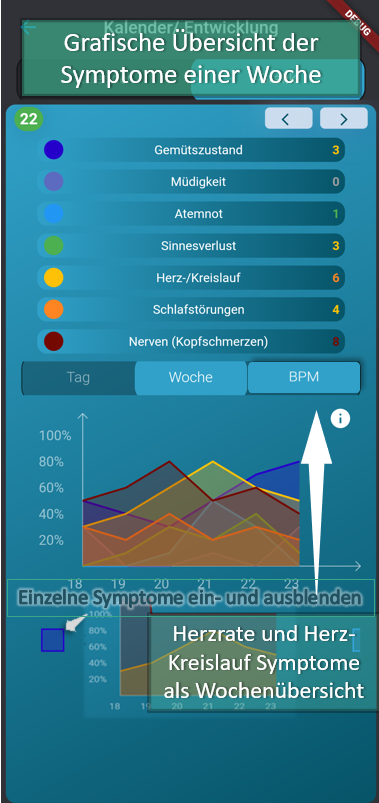 Kalender/ Entwicklung
DEBUG
Grafische Übersicht der
Symptome einer Woche
22
< >
Gemützustand 3
Müdigkeit 0
Atemnot 1
Sinnesverlust 3
Herz-/Kreislauf 6
Schlafstörungen 4
Nerven (Kopfschmerzen) 8
Tag Woche BPM
i
100%
80%
60%
40%
20%
18 19 20 21 22 23
Einzelne Symptome ein- und ausblenden
100%
80%
60%
40%
20%
18 19 20 21 22 23
Herzrate und Herz-
Kreislauf Symptome
als Wochenübersicht